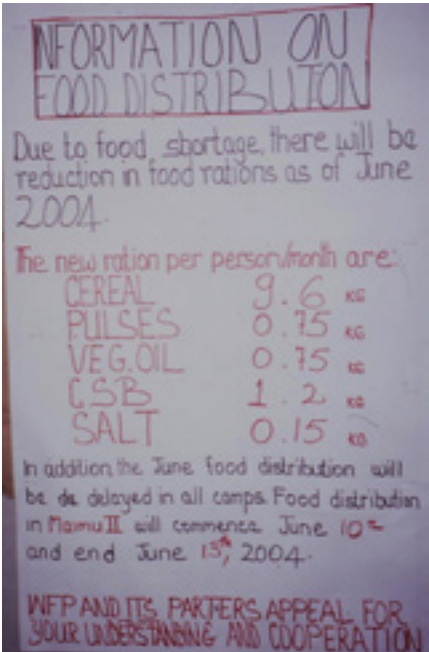 INFORMATION ON
FOOD DISTRIBUTON
Due to food shortage, there will be
reduction in food rations as of June
2004.
The new ration per person/month are:
CEREAL 9.6 KG
PULSES 0.75 KG
VEG.OIL 0.75 KG
CSB 1.2 KG
SALT 0.15 KG
In addition, the June food distribution will
be delayed in all camps. Food distribution
in Maimu II will commence June 10th
and end June 13th, 2004.
WFP AND ITS PARTERS APPEAL FOR
YOUR UNDERSTANDING AND COOPERATION